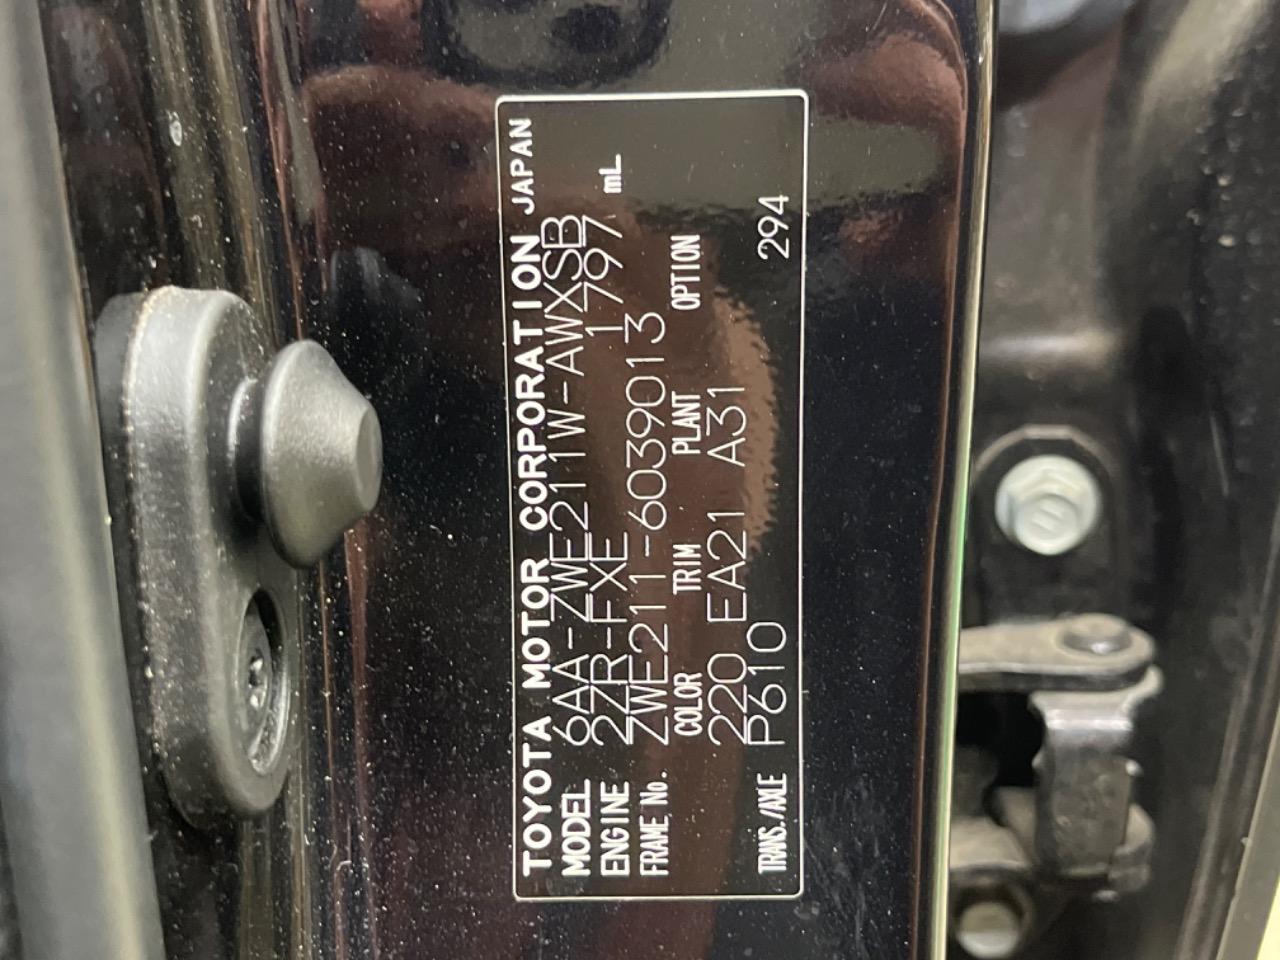 TOYOTA MOTOR CORPORATION JAPAN
MODEL 6AA-ZWE211W-AWXSB
ENGINE 2ZR-FXE 1797 mL
FRAME No. ZWE211-6039013
COLOR TRIM PLANT OPTION
220 EA21 A31
TRANS./AXLE P610 294